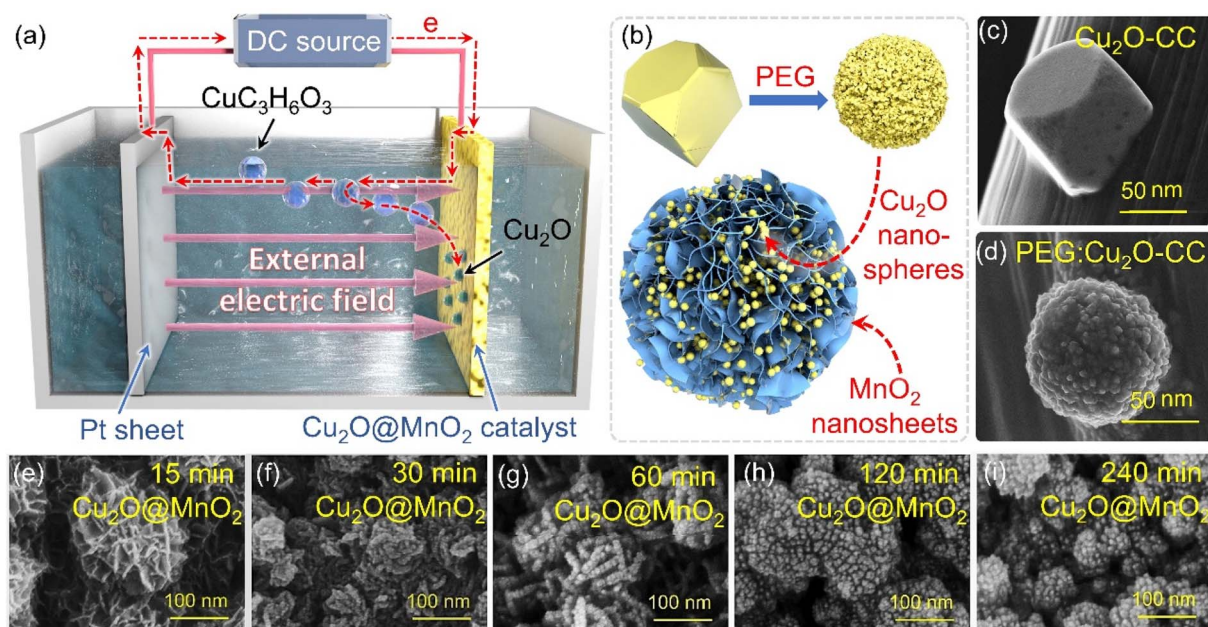 (a)
DC source
e
CuC₃H₆O₃
Cu₂O
External
electric field
Pt sheet
Cu₂O@MnO₂ catalyst
(b)
PEG
Cu₂O
nano-
spheres
MnO₂
nanosheets
(c)
Cu₂O-CC
50 nm
(d)
PEG:Cu₂O-CC
50 nm
(e)
15 min
Cu₂O@MnO₂
100 nm
(f)
30 min
Cu₂O@MnO₂
100 nm
(g)
60 min
Cu₂O@MnO₂
100 nm
(h)
120 min
Cu₂O@MnO₂
100 nm
(i)
240 min
Cu₂O@MnO₂
100 nm